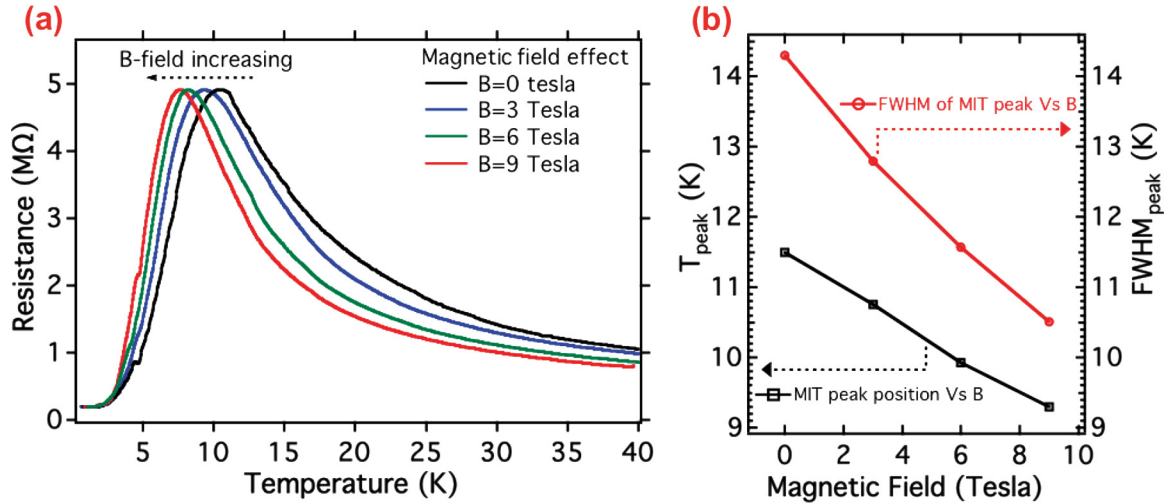 (a)
B-field increasing
Magnetic field effect
B=0 tesla
B=3 Tesla
B=6 Tesla
B=9 Tesla
Resistance (MΩ)
5
4
3
2
1
0
5 10 15 20 25 30 35 40
Temperature (K)
(b)
FWHM of MIT peak Vs B
MIT peak position Vs B
T_peak (K)
14
13
12
11
10
9
FWHM_peak (K)
14
13
12
11
10
9
0 2 4 6 8 10
Magnetic Field (Tesla)